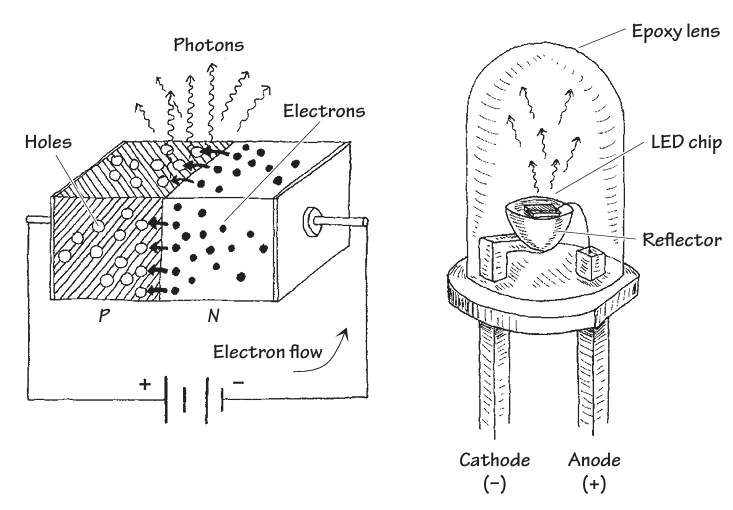 Photons
Electrons
Holes
P
N
Electron flow
+
–
Epoxy lens
LED chip
Reflector
Cathode
(–)
Anode
(+)